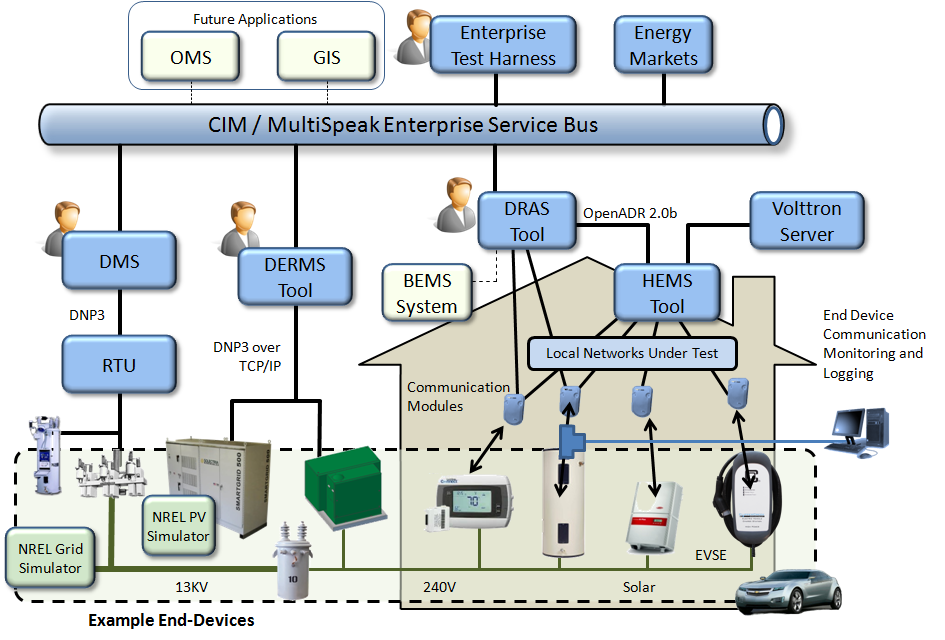 Future Applications
OMS
GIS
Enterprise
Test Harness
Energy
Markets
CIM / MultiSpeak Enterprise Service Bus
DRAS
Tool
OpenADR 2.0b
Volttron
Server
DMS
DERMS
Tool
BEMS
System
HEMS
Tool
DNP3
RTU
DNP3 over
TCP/IP
Local Networks Under Test
End Device
Communication
Monitoring and
Logging
Communication
Modules
SMARTGRID 500
NREL PV
Simulator
NREL Grid
Simulator
70
10
EVSE
13KV
240V
Solar
Example End-Devices